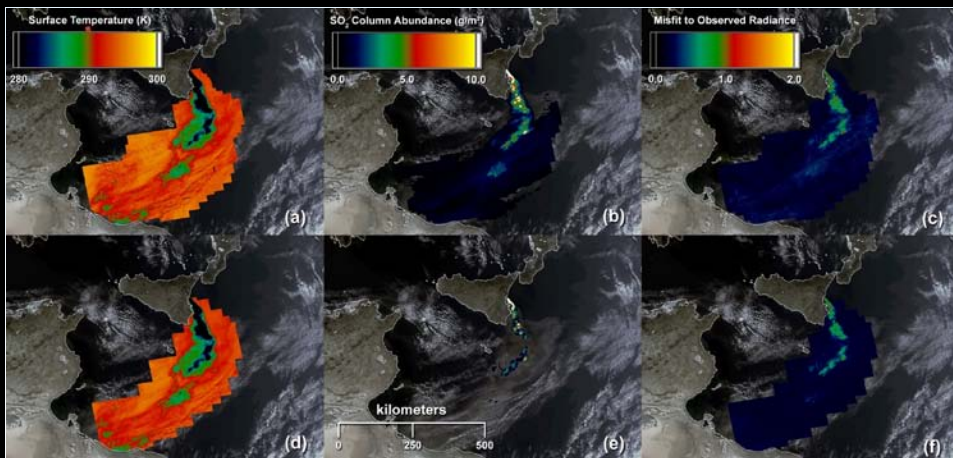 Surface Temperature (K)
280 290 300
(a)
SO₂ Column Abundance (g/m²)
0.0 5.0 10.0
(b)
Misfit to Observed Radiance
0.0 1.0 2.0
(c)
(d)
kilometers
0 250 500
(e)
(f)